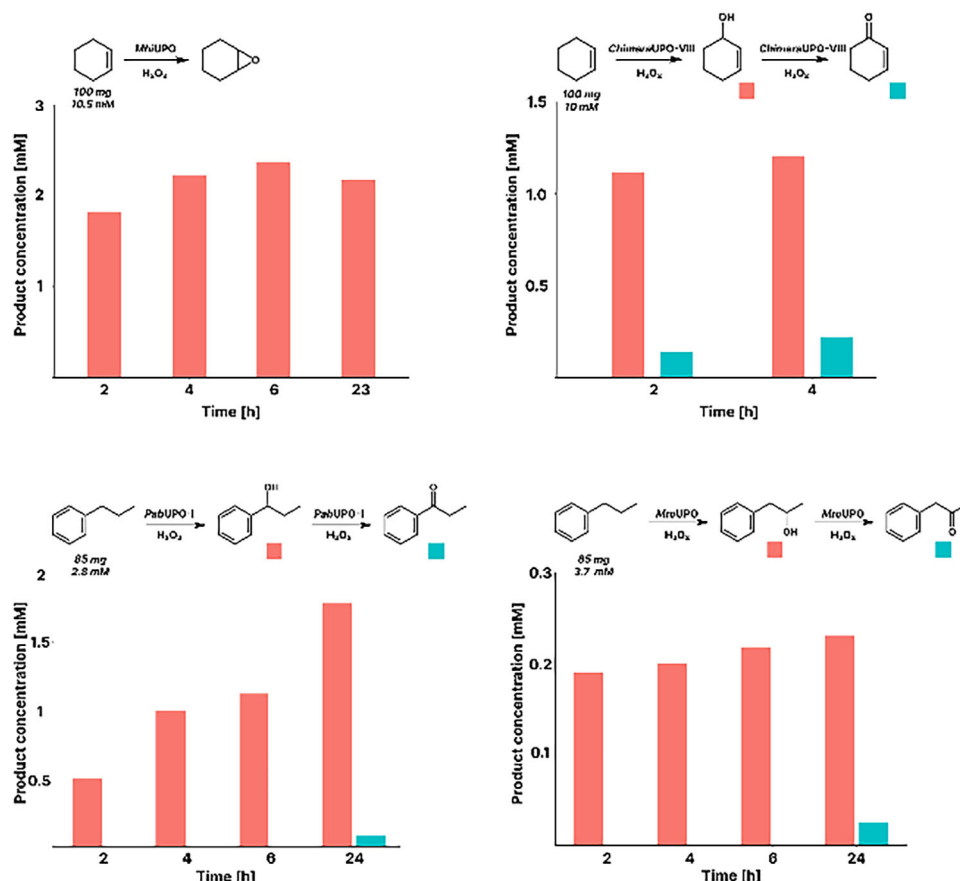 MhiUPO
H₂O₂
O
100 mg
10.5 mM
Product concentration [mM]
3
2
1
2 4 6 23
Time [h]
OH
O
ChimeraUPO-VIII
ChimeraUPO-VIII
H₂O₂
H₂O₂
100 mg
10 mM
Product concentration [mM]
1.5
1.0
0.5
2 4
Time [h]
OH
O
PabUPO-I
PabUPO-I
H₂O₂
H₂O₂
85 mg
2.8 mM
Product concentration [mM]
2
1.5
1
0.5
0
2 4 6 24
Time [h]
MroUPO
MroUPO
H₂O₂
H₂O₂
OH
O
85 mg
3.7 mM
Product concentration [mM]
0.3
0.2
0.1
2 4 6 24
Time [h]